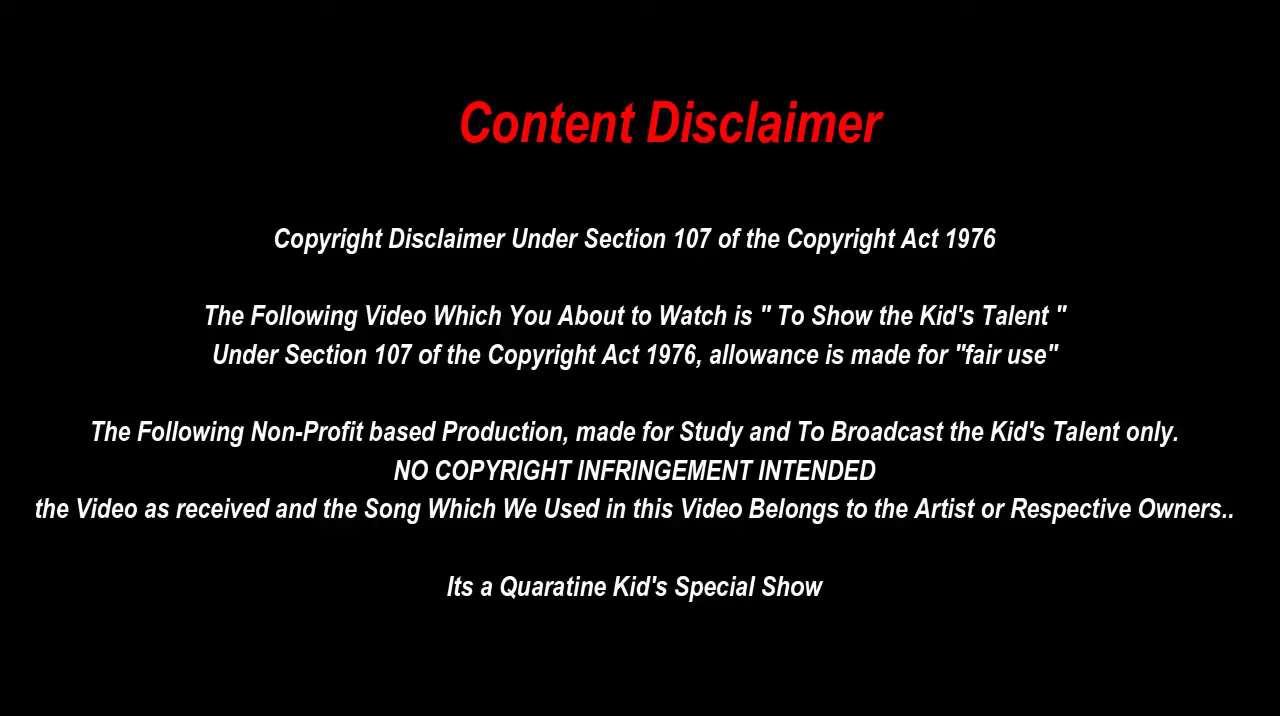 Content Disclaimer
Copyright Disclaimer Under Section 107 of the Copyright Act 1976
The Following Video Which You About to Watch is " To Show the Kid's Talent "
Under Section 107 of the Copyright Act 1976, allowance is made for "fair use"
The Following Non-Profit based Production, made for Study and To Broadcast the Kid's Talent only.
NO COPYRIGHT INFRINGEMENT INTENDED
the Video as received and the Song Which We Used in this Video Belongs to the Artist or Respective Owners..
Its a Quaratine Kid's Special Show